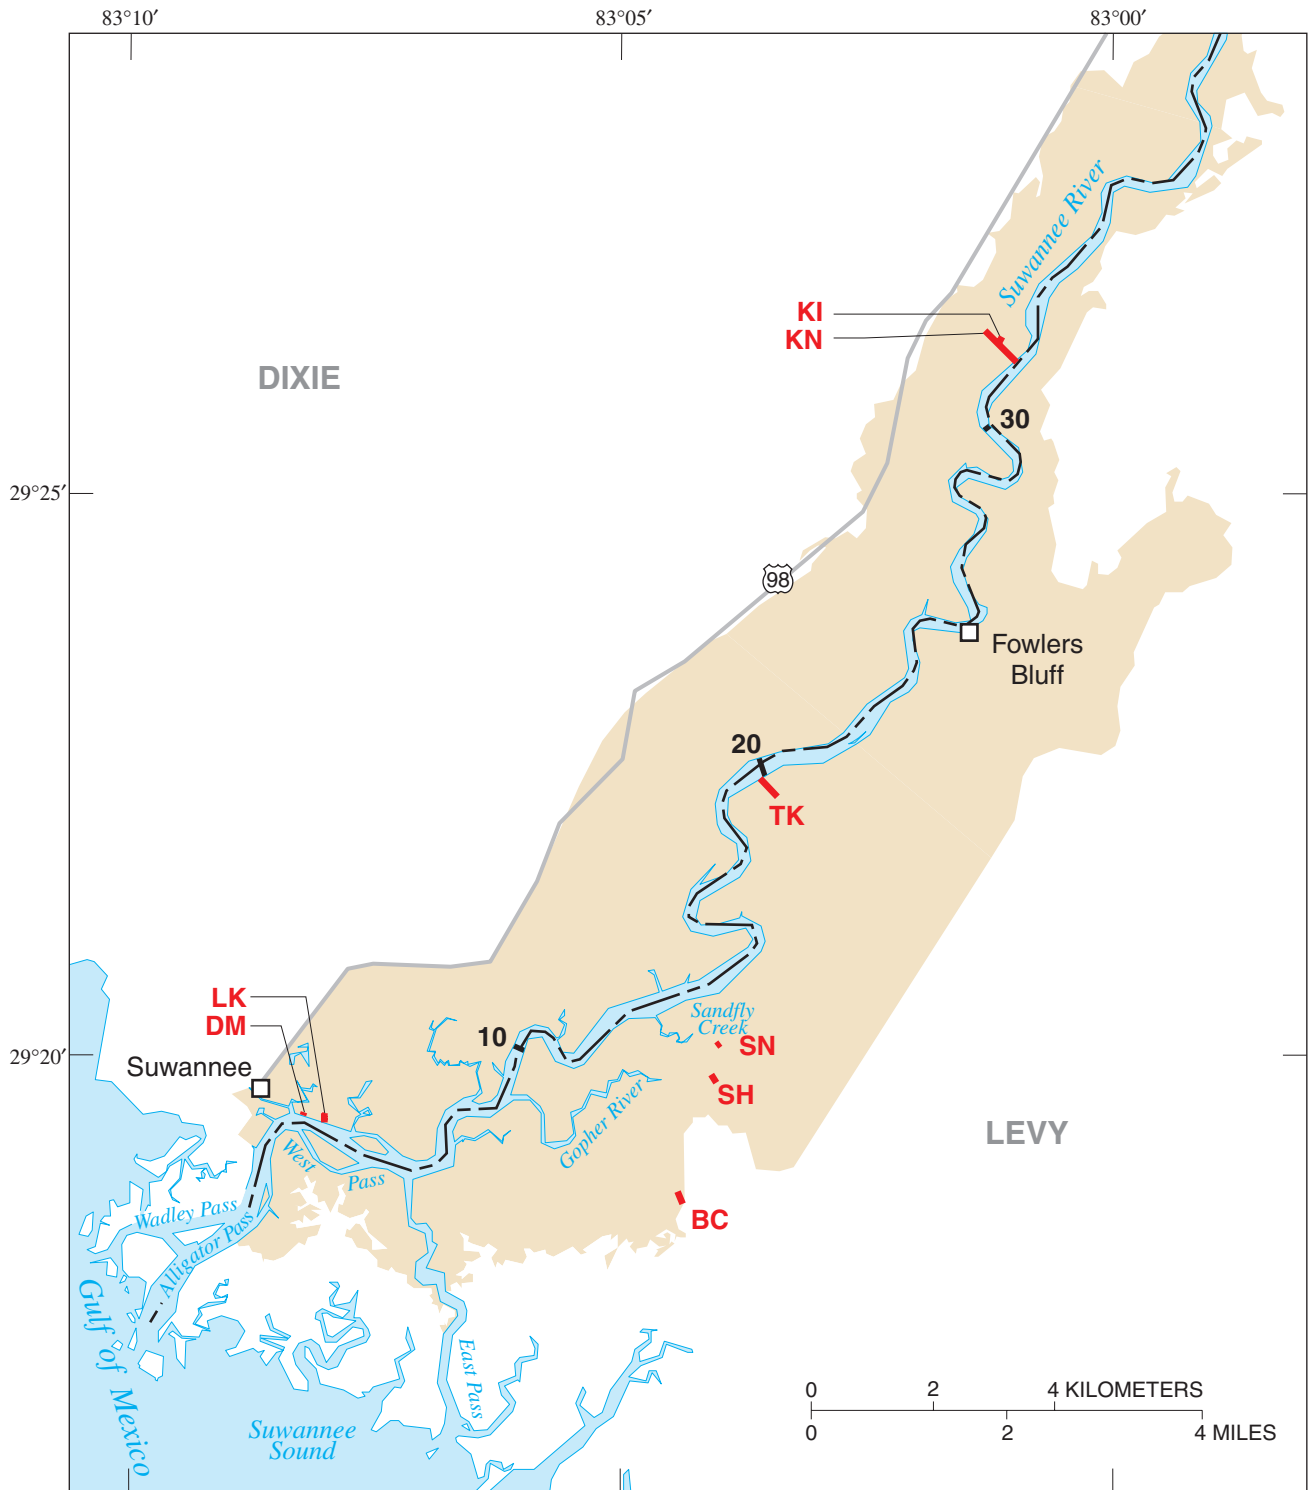 83°10′
83°05′
83°00′
Suwannee River
KI
KN
DIXIE
30
29°25′
98
Fowlers
Bluff
20
TK
LK
DM
Sandfly
Creek
10
SN
29°20′
Suwannee
SH
Gopher River
LEVY
West
Pass
Wadley Pass
BC
Alligator Pass
Gulf of Mexico
East Pass
0 2 4 KILOMETERS
0 2 4 MILES
Suwannee
Sound